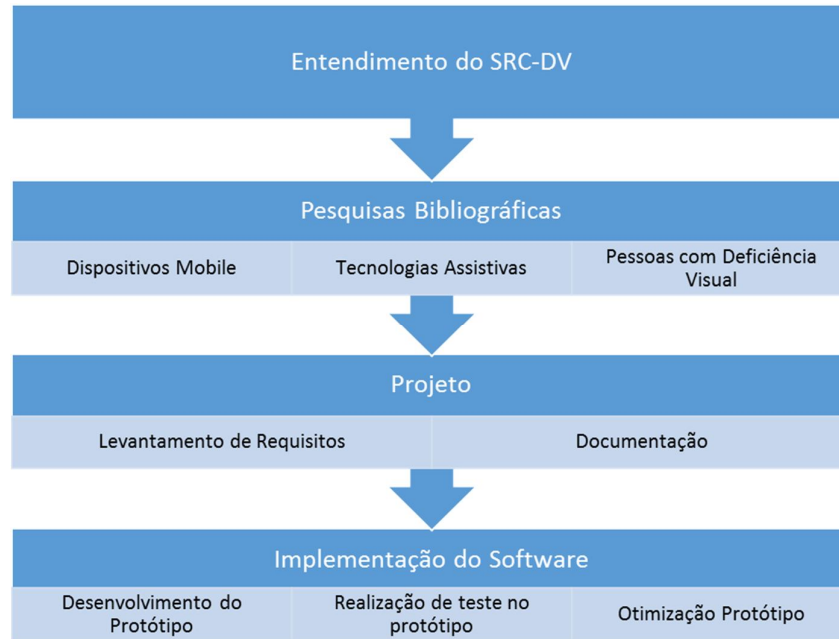 Entendimento do SRC-DV
Pesquisas Bibliográficas
Dispositivos Mobile
Tecnologias Assistivas
Pessoas com Deficiência
Visual
Projeto
Levantamento de Requisitos
Documentação
Implementação do Software
Desenvolvimento do
Protótipo
Realização de teste no
protótipo
Otimização Protótipo